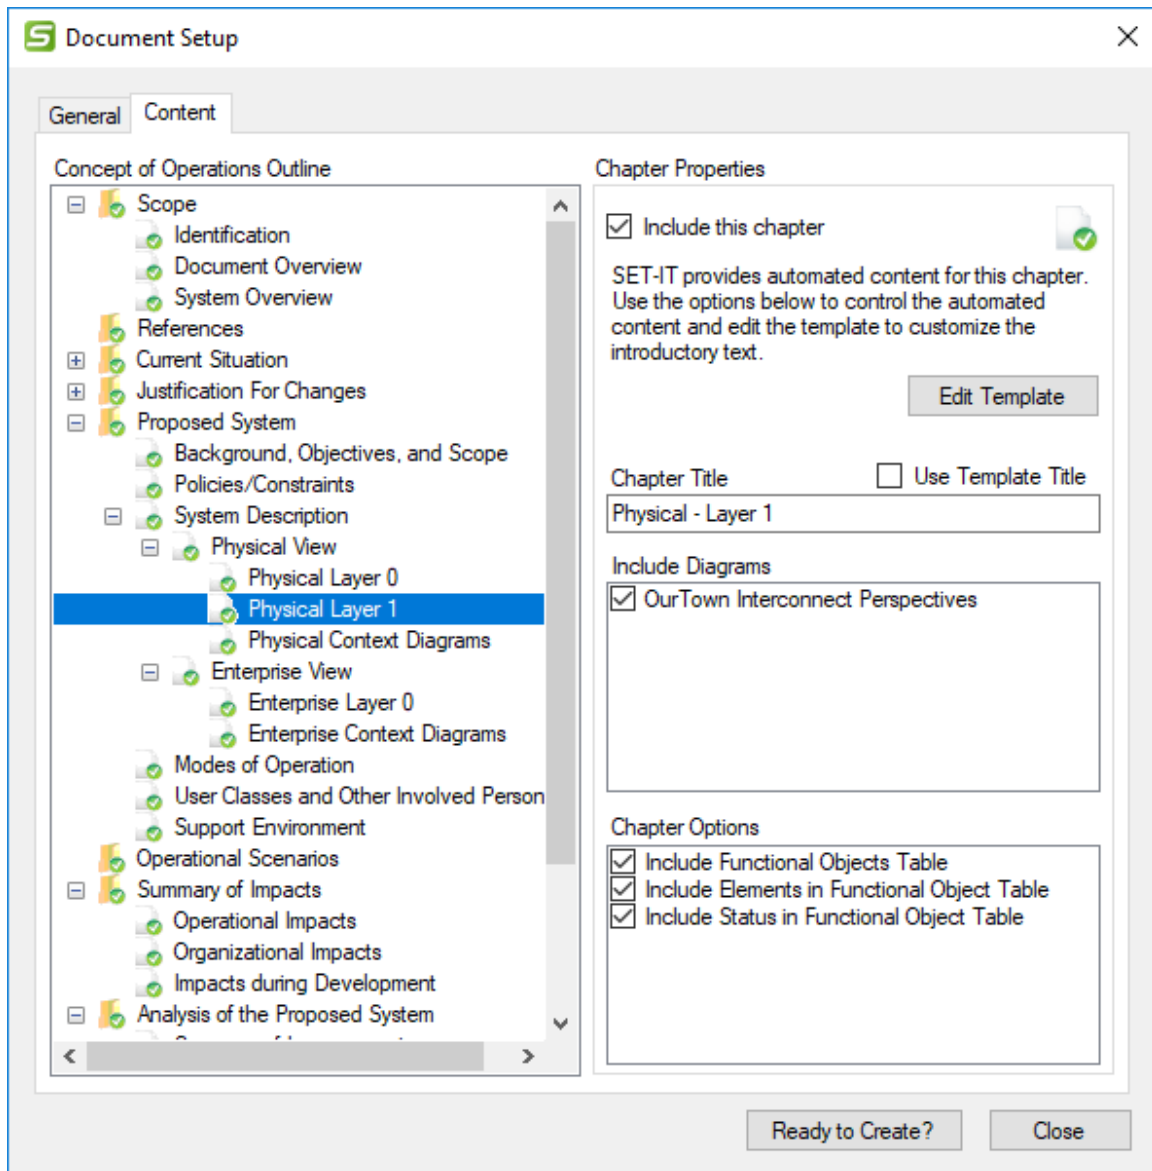 Document Setup
General
Content
Concept of Operations Outline
Scope
Identification
Document Overview
System Overview
References
Current Situation
Justification For Changes
Proposed System
Background, Objectives, and Scope
Policies/Constraints
System Description
Physical View
Physical Layer 0
Physical Layer 1
Physical Context Diagrams
Enterprise View
Enterprise Layer 0
Enterprise Context Diagrams
Modes of Operation
User Classes and Other Involved Person
Support Environment
Operational Scenarios
Summary of Impacts
Operational Impacts
Organizational Impacts
Impacts during Development
Analysis of the Proposed System
Chapter Properties
Include this chapter
SET-IT provides automated content for this chapter.
Use the options below to control the automated
content and edit the template to customize the
introductory text.
Edit Template
Chapter Title
Use Template Title
Physical - Layer 1
Include Diagrams
OurTown Interconnect Perspectives
Chapter Options
Include Functional Objects Table
Include Elements in Functional Object Table
Include Status in Functional Object Table
Ready to Create?
Close